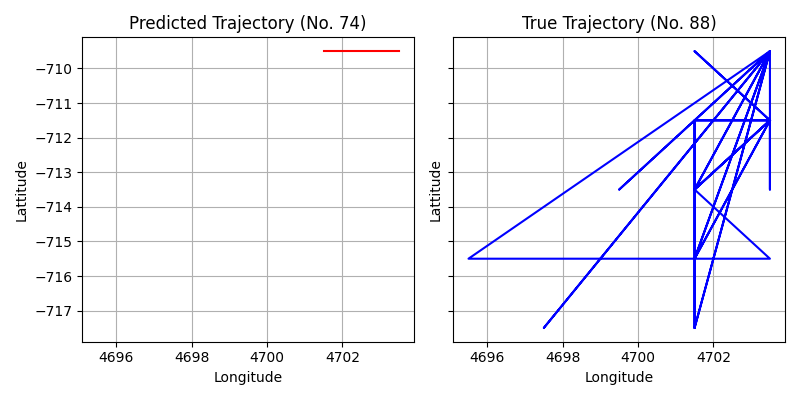 Predicted Trajectory (No. 74)
True Trajectory (No. 88)
−710
−711
−712
−713
−714
−715
−716
−717
Lattitude
Lattitude
4696 4698 4700 4702
4696 4698 4700 4702
Longitude
Longitude